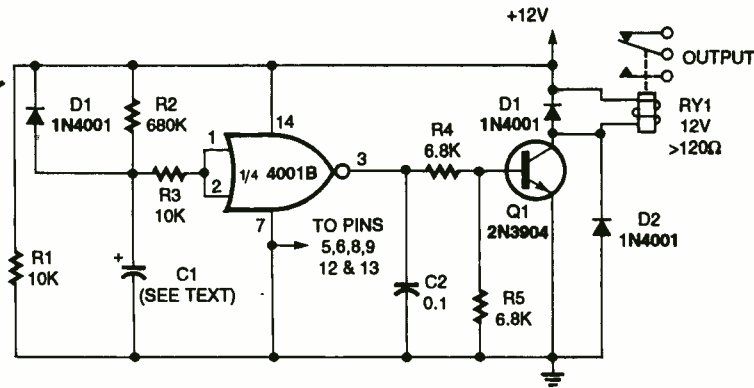 +12V
OUTPUT
D1
1N4001
R2
680K
14
D1
1N4001
RY1
12V
>120Ω
1
3
R4
6.8K
1/4 4001B
2
R3
10K
Q1
2N3904
7
TO PINS
5,6,8,9
12 & 13
D2
1N4001
R1
10K
+
C1
(SEE TEXT)
C2
0.1
R5
6.8K